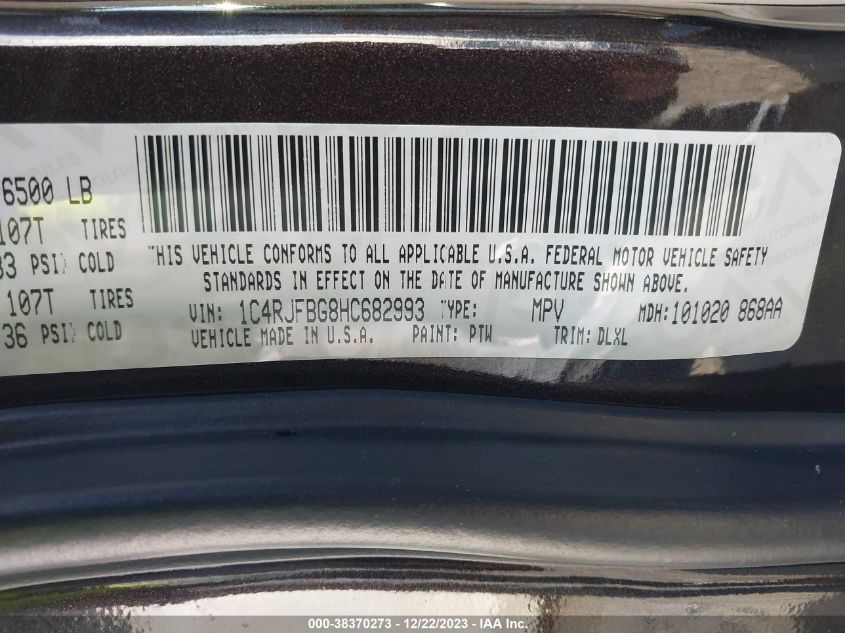 6500 LB
107T TIRES
33 PSI) COLD
107T TIRES
36 PSI) COLD
THIS VEHICLE CONFORMS TO ALL APPLICABLE U.S.A. FEDERAL MOTOR VEHICLE SAFETY
STANDARDS IN EFFECT ON THE DATE OF MANUFACTURE SHOWN ABOVE.
VIN: 1C4RJFBG8HC682993 TYPE: MPV MDH:101020 868AA
VEHICLE MADE IN U.S.A. PAINT: PTW TRIM: DLXL
000-38370273 - 12/22/2023 - IAA Inc.